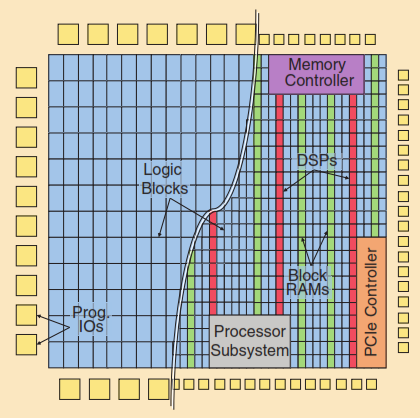 Memory
Controller
DSPs
Logic
Blocks
Block
RAMs
PCIe Controller
Prog.
IOs
Processor
Subsystem